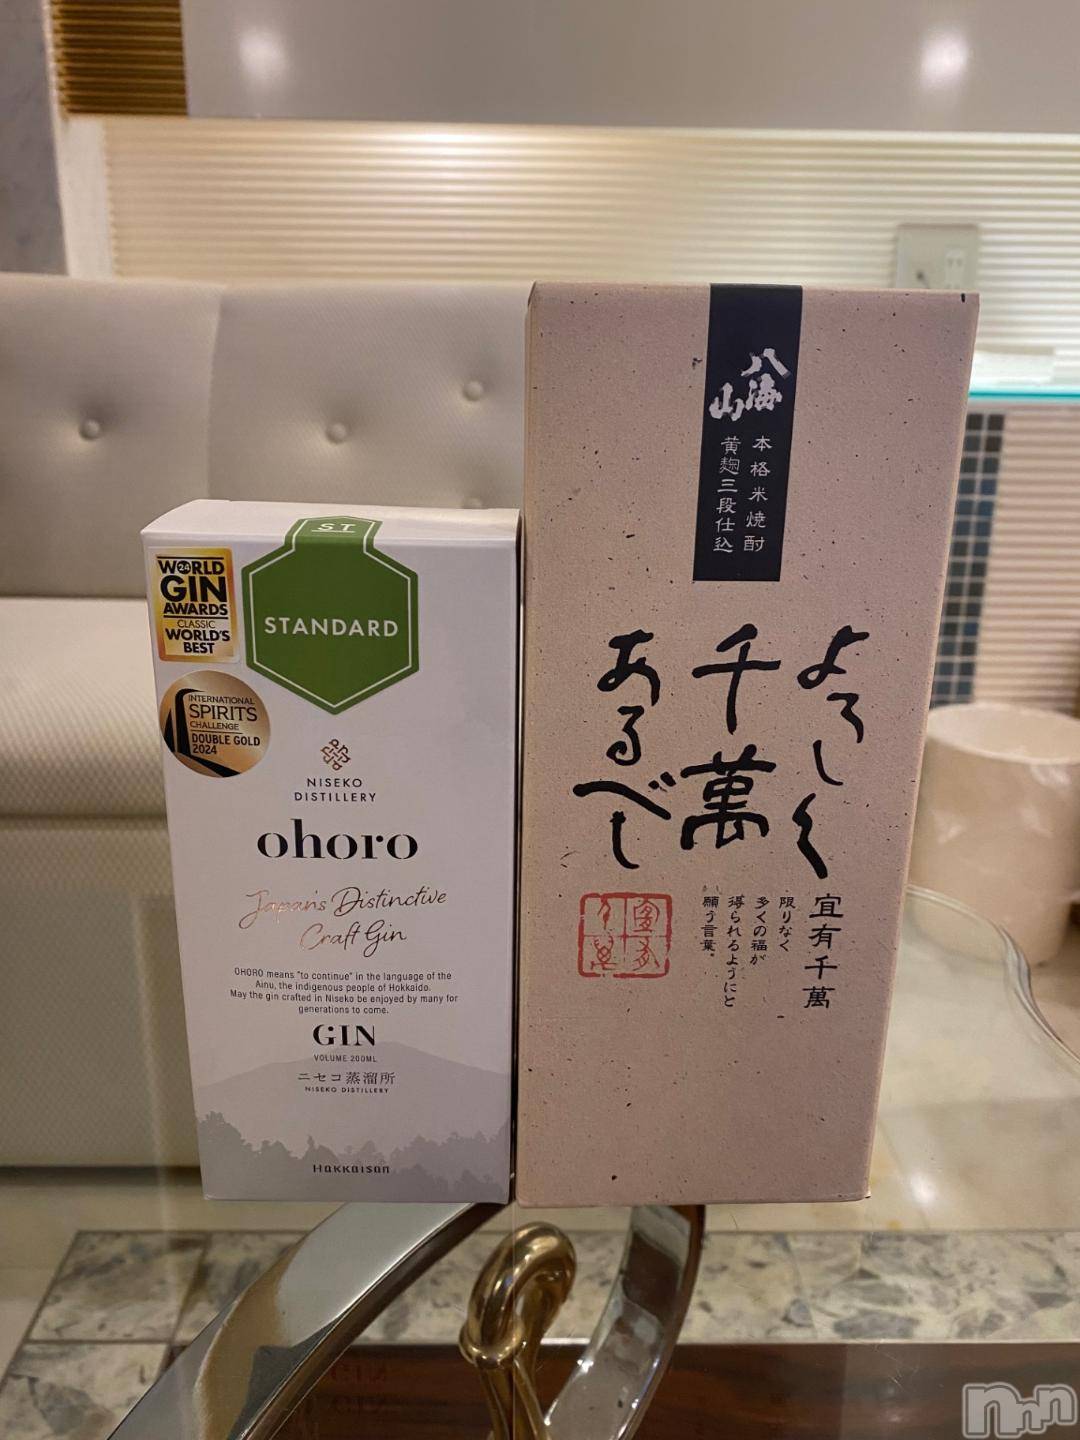 ST
STANDARD
WORLD
24
GIN
AWARDS
CLASSIC
WORLD'S
BEST
INTERNATIONAL
SPIRITS
CHALLENGE
DOUBLE GOLD
2024
NISEKO
DISTILLERY
ohoro
Japan's Distinctive
Craft Gin
OHORO means "to continue" in the language of the
Ainu, the indigenous people of Hokkaido.
May the gin crafted in Niseko be enjoyed by many for
generations to come.
GIN
VOLUME 200ML
ニセコ蒸溜所
NISEKO DISTILLERY
HAKKAISAN
八海山
本格米焼酎
黄麹三段仕込
よろしく
千萬
あるべし
宜有千萬
限りなく
多くの福が
得られるようにと
願う言葉。